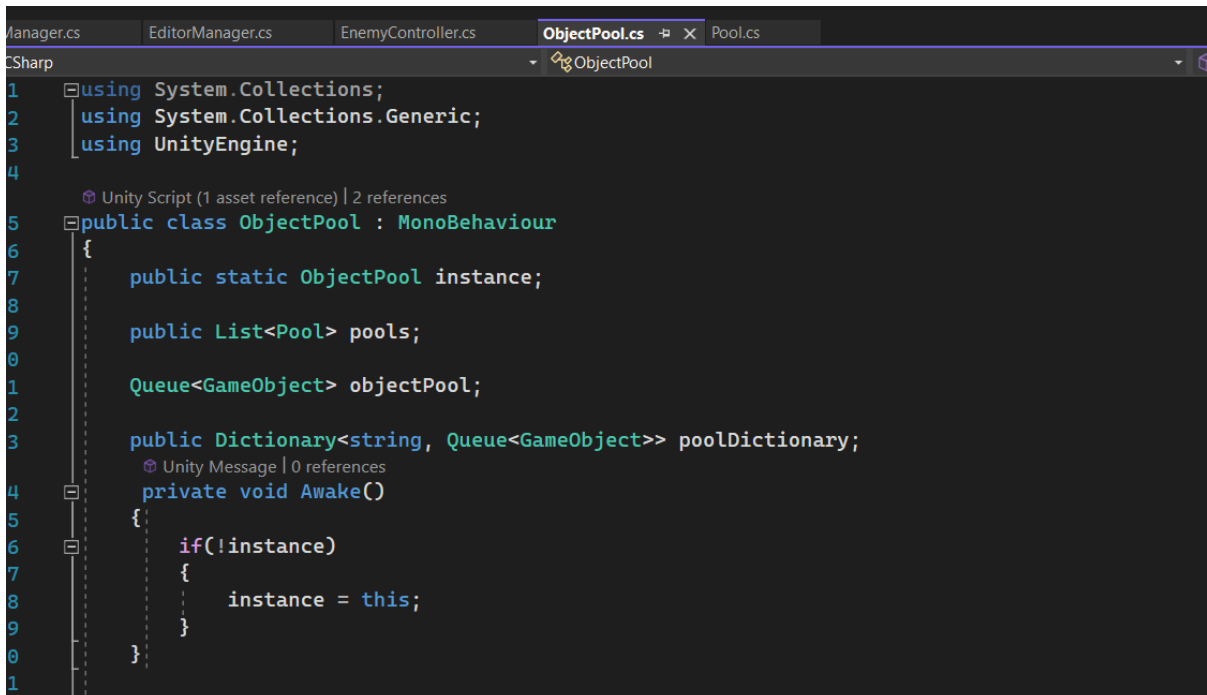 Manager.cs EditorManager.cs EnemyController.cs ObjectPool.cs Pool.cs
CSharp ObjectPool
1 using System.Collections;
2 using System.Collections.Generic;
3 using UnityEngine;
4
Unity Script (1 asset reference) | 2 references
5 public class ObjectPool : MonoBehaviour
6 {
7 public static ObjectPool instance;
8
9 public List<Pool> pools;
0
1 Queue<GameObject> objectPool;
2
3 public Dictionary<string, Queue<GameObject>> poolDictionary;
Unity Message | 0 references
4 private void Awake()
5 {
6 if(!instance)
7 {
8 instance = this;
9 }
0 }
1